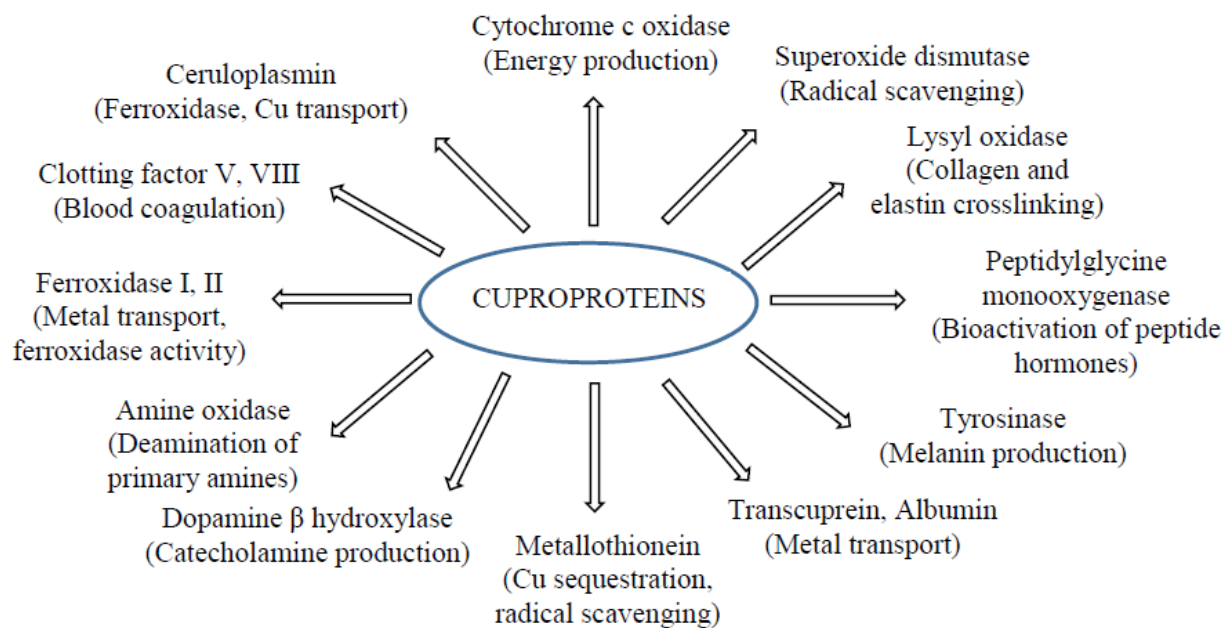 Cytochrome c oxidase
(Energy production)
Superoxide dismutase
(Radical scavenging)
Ceruloplasmin
(Ferroxidase, Cu transport)
Lysyl oxidase
(Collagen and
elastin crosslinking)
Clotting factor V, VIII
(Blood coagulation)
Peptidylglycine
monooxygenase
(Bioactivation of peptide
hormones)
Ferroxidase I, II
(Metal transport,
ferroxidase activity)
CUPROPROTEINS
Amine oxidase
(Deamination of
primary amines)
Tyrosinase
(Melanin production)
Dopamine β hydroxylase
(Catecholamine production)
Transcuprein, Albumin
(Metal transport)
Metallothionein
(Cu sequestration,
radical scavenging)